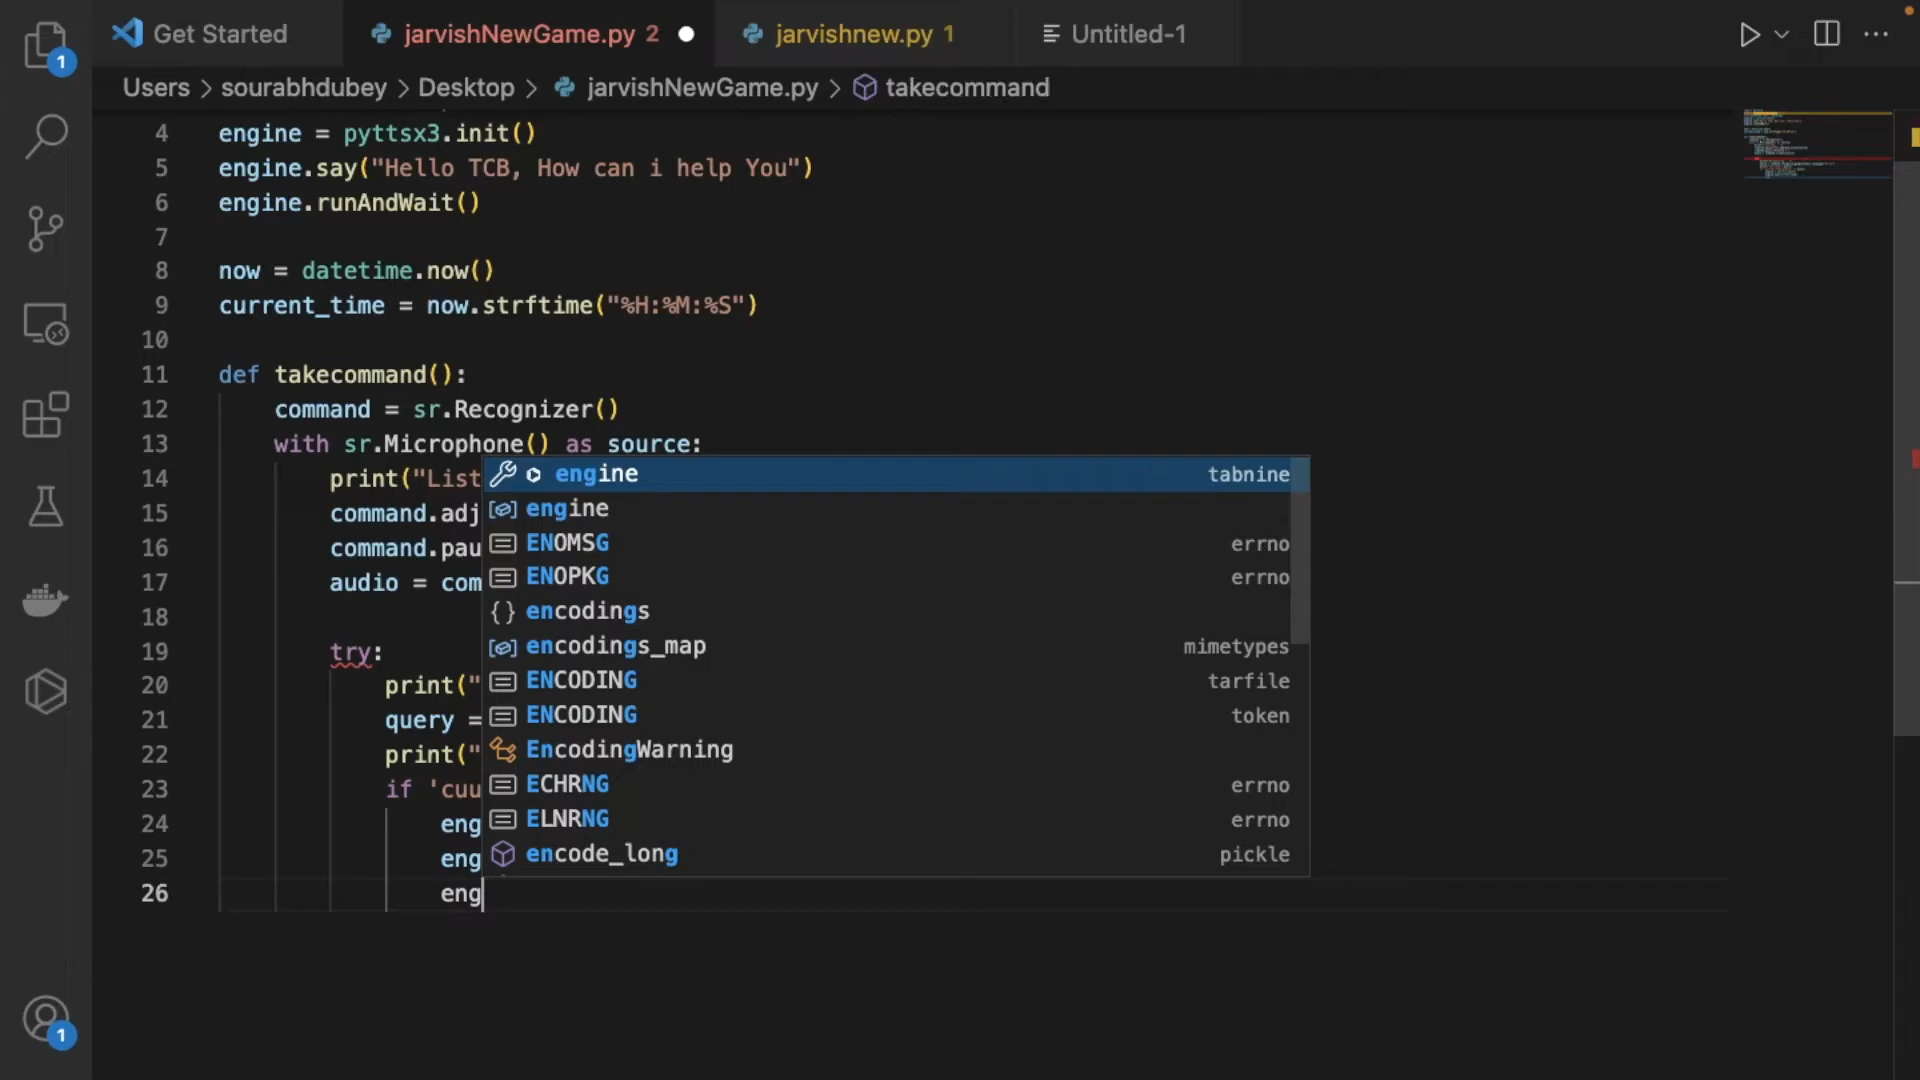 Get Started
jarvishNewGame.py 2
jarvishnew.py 1
Untitled-1
1
Users > sourabhdubey > Desktop > jarvishNewGame.py > takecommand
4 engine = pyttsx3.init()
5 engine.say("Hello TCB, How can i help You")
6 engine.runAndWait()
7
8 now = datetime.now()
9 current_time = now.strftime("%H:%M:%S")
10
11 def takecommand():
12 command = sr.Recognizer()
13 with sr.Microphone() as source:
14 print("List
15 command.adj
16 command.pau
17 audio = com
18
19 try:
20 print("
21 query =
22 print("
23 if 'cuu
24 eng
25 eng
26 eng
engine tabnine
engine
ENOMSG errno
ENOPKG errno
encodings
encodings_map mimetypes
ENCODING tarfile
ENCODING token
EncodingWarning
ECHRNG errno
ELNRNG errno
encode_long pickle
1